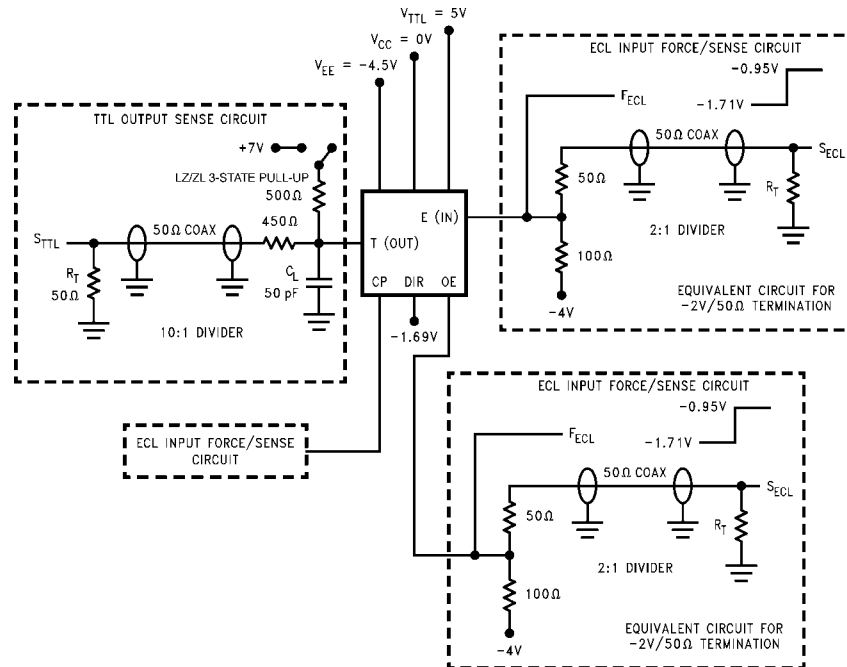 V_TTL = 5V
V_CC = 0V
V_EE = −4.5V
TTL OUTPUT SENSE CIRCUIT
+7V
LZ/ZL 3-STATE PULL-UP
500Ω
450Ω
50Ω COAX
S_TTL
R_T
50Ω
C_L
50 pF
10:1 DIVIDER
E (IN)
T (OUT)
CP DIR OE
−1.69V
ECL INPUT FORCE/SENSE CIRCUIT
−0.95V
−1.71V
F_ECL
50Ω COAX
S_ECL
50Ω
R_T
2:1 DIVIDER
100Ω
−4V
EQUIVALENT CIRCUIT FOR
−2V/50Ω TERMINATION
ECL INPUT FORCE/SENSE
CIRCUIT
ECL INPUT FORCE/SENSE CIRCUIT
−0.95V
−1.71V
F_ECL
50Ω COAX
S_ECL
50Ω
R_T
2:1 DIVIDER
100Ω
−4V
EQUIVALENT CIRCUIT FOR
−2V/50Ω TERMINATION